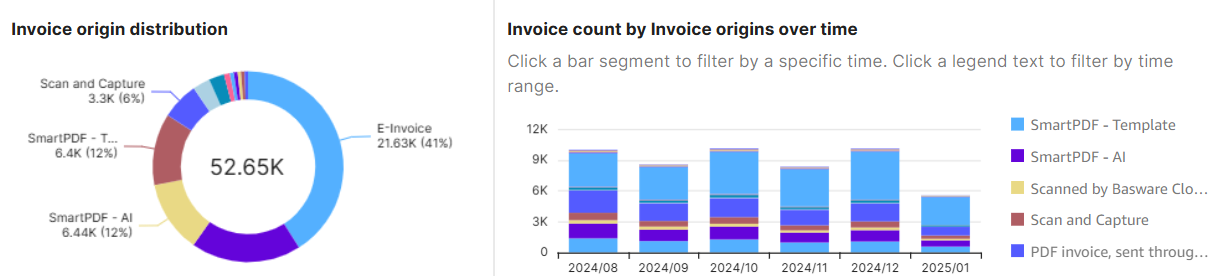 Invoice origin distribution
Scan and Capture
3.3K (6%)
SmartPDF - T...
6.4K (12%)
SmartPDF - AI
6.44K (12%)
E-Invoice
21.63K (41%)
52.65K
Invoice count by Invoice origins over time
Click a bar segment to filter by a specific time. Click a legend text to filter by time
range.
12K
9K
6K
3K
0
2024/08 2024/09 2024/10 2024/11 2024/12 2025/01
SmartPDF - Template
SmartPDF - AI
Scanned by Basware Clo...
Scan and Capture
PDF invoice, sent throug...